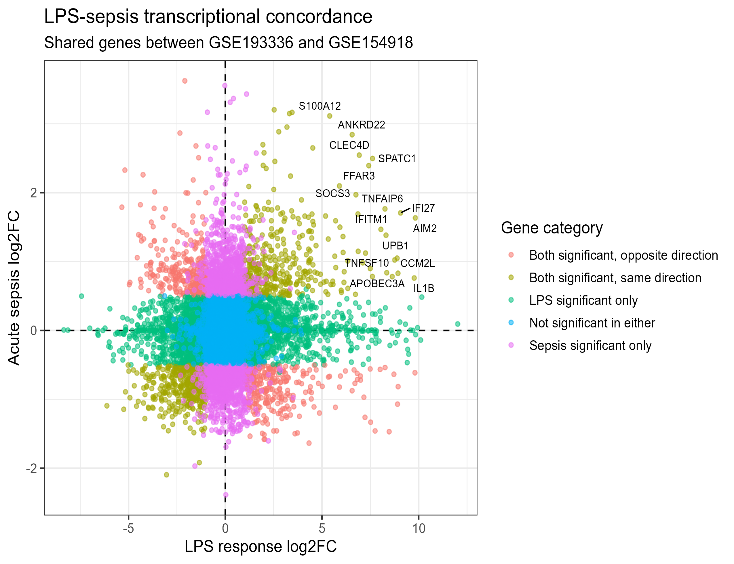 LPS-sepsis transcriptional concordance
Shared genes between GSE193336 and GSE154918
S100A12
ANKRD22
CLEC4D
SPATC1
FFAR3
SOCS3
TNFAIP6
IFI27
IFITM1
AIM2
UPB1
TNFSF10
CCM2L
APOBEC3A
IL1B
2
0
-2
-5
0
5
10
Acute sepsis log2FC
LPS response log2FC
Gene category
Both significant, opposite direction
Both significant, same direction
LPS significant only
Not significant in either
Sepsis significant only